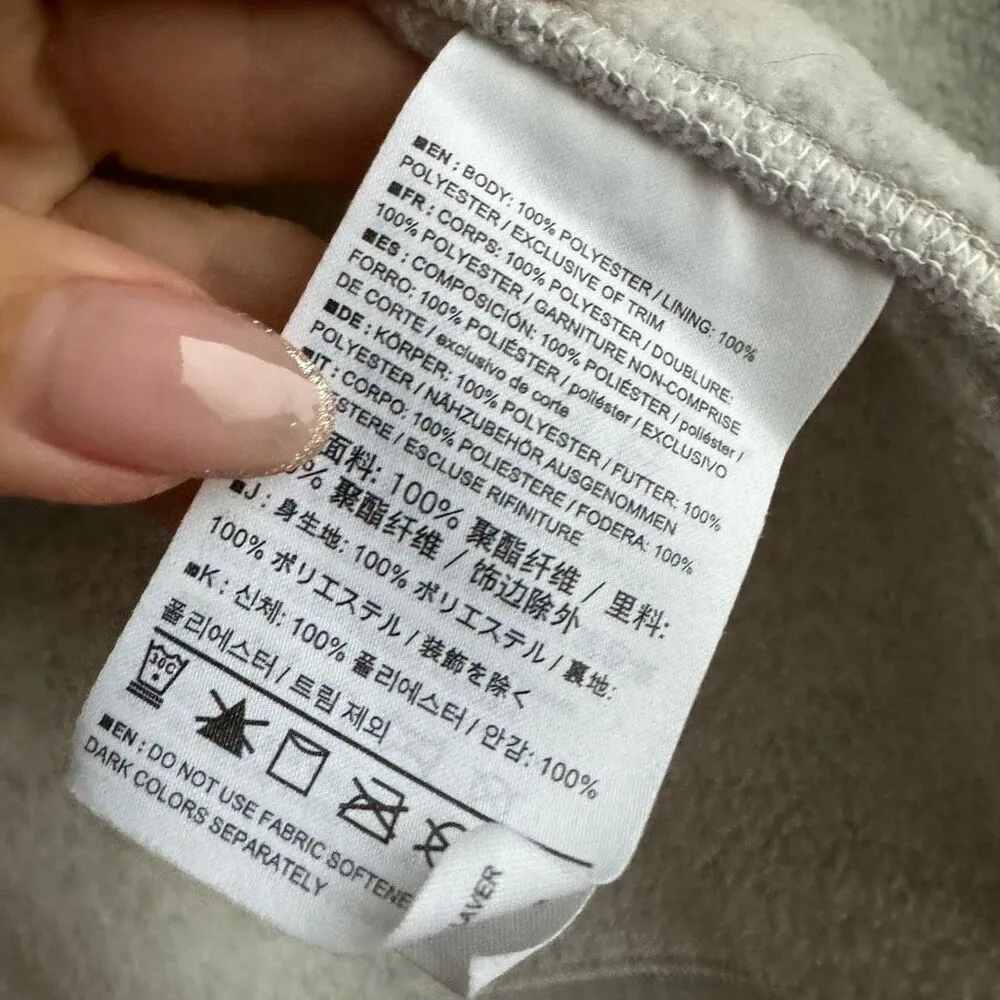 EN : BODY: 100% POLYESTER / LINING: 100%
POLYESTER / EXCLUSIVE OF TRIM
FR : CORPS: 100% POLYESTER / DOUBLURE:
100% POLYESTER / GARNITURE NON-COMPRISE
ES : COMPOSICIÓN: 100% POLIÉSTER / poliéster /
FORRO: 100% POLIÉSTER / poliéster / EXCLUSIVO
DE CORTE / exclusivo de corte
DE : KÖRPER: 100% POLYESTER / FUTTER: 100%
POLYESTER / NÄHZUBEHÖR AUSGENOMMEN
IT : CORPO: 100% POLIESTERE / FODERA: 100%
ESTERE / ESCLUSE RIFINITURE
面料: 100% 聚酯纤维 / 里料:
% 聚酯纤维 / 饰边除外
J : 身生地: 100% ポリエステル / 裏地:
100% ポリエステル / 装飾を除く
K : 신체: 100% 폴리에스터 / 안감: 100%
폴리에스터 / 트림 제외
30C
EN : DO NOT USE FABRIC SOFTENE
DARK COLORS SEPARATELY
LAVER